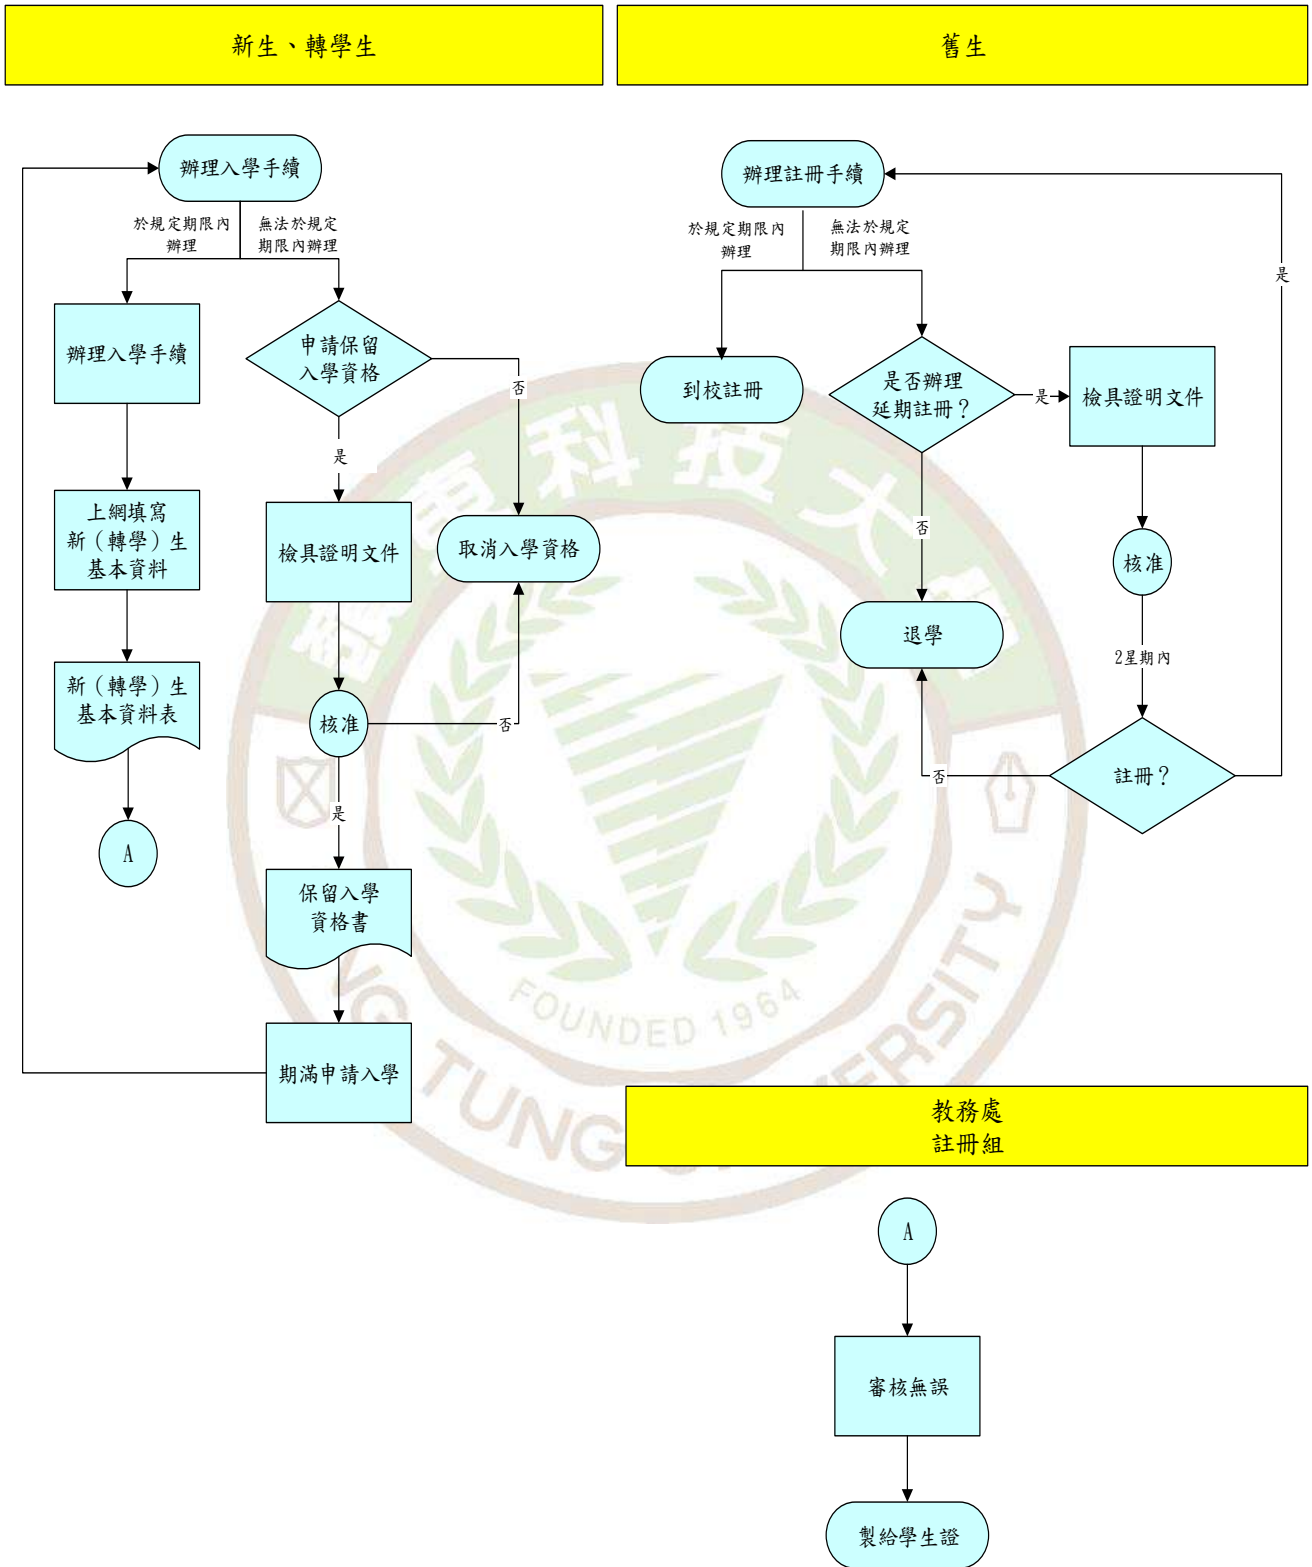 新生、轉學生
舊生
辦理入學手續
於規定期限內
辦理
無法於規定
期限內辦理
辦理入學手續
申請保留
入學資格
否
是
上網填寫
新（轉學）生
基本資料
檢具證明文件
取消入學資格
新（轉學）生
基本資料表
核准
否
是
A
保留入學
資格書
期滿申請入學
辦理註冊手續
於規定期限內
辦理
無法於規定
期限內辦理
是
到校註冊
是否辦理
延期註冊？
是
檢具證明文件
否
核准
退學
2星期內
否
註冊？
科技大
FOUNDED 1964
TUNG
教務處
註冊組
A
審核無誤
製給學生證